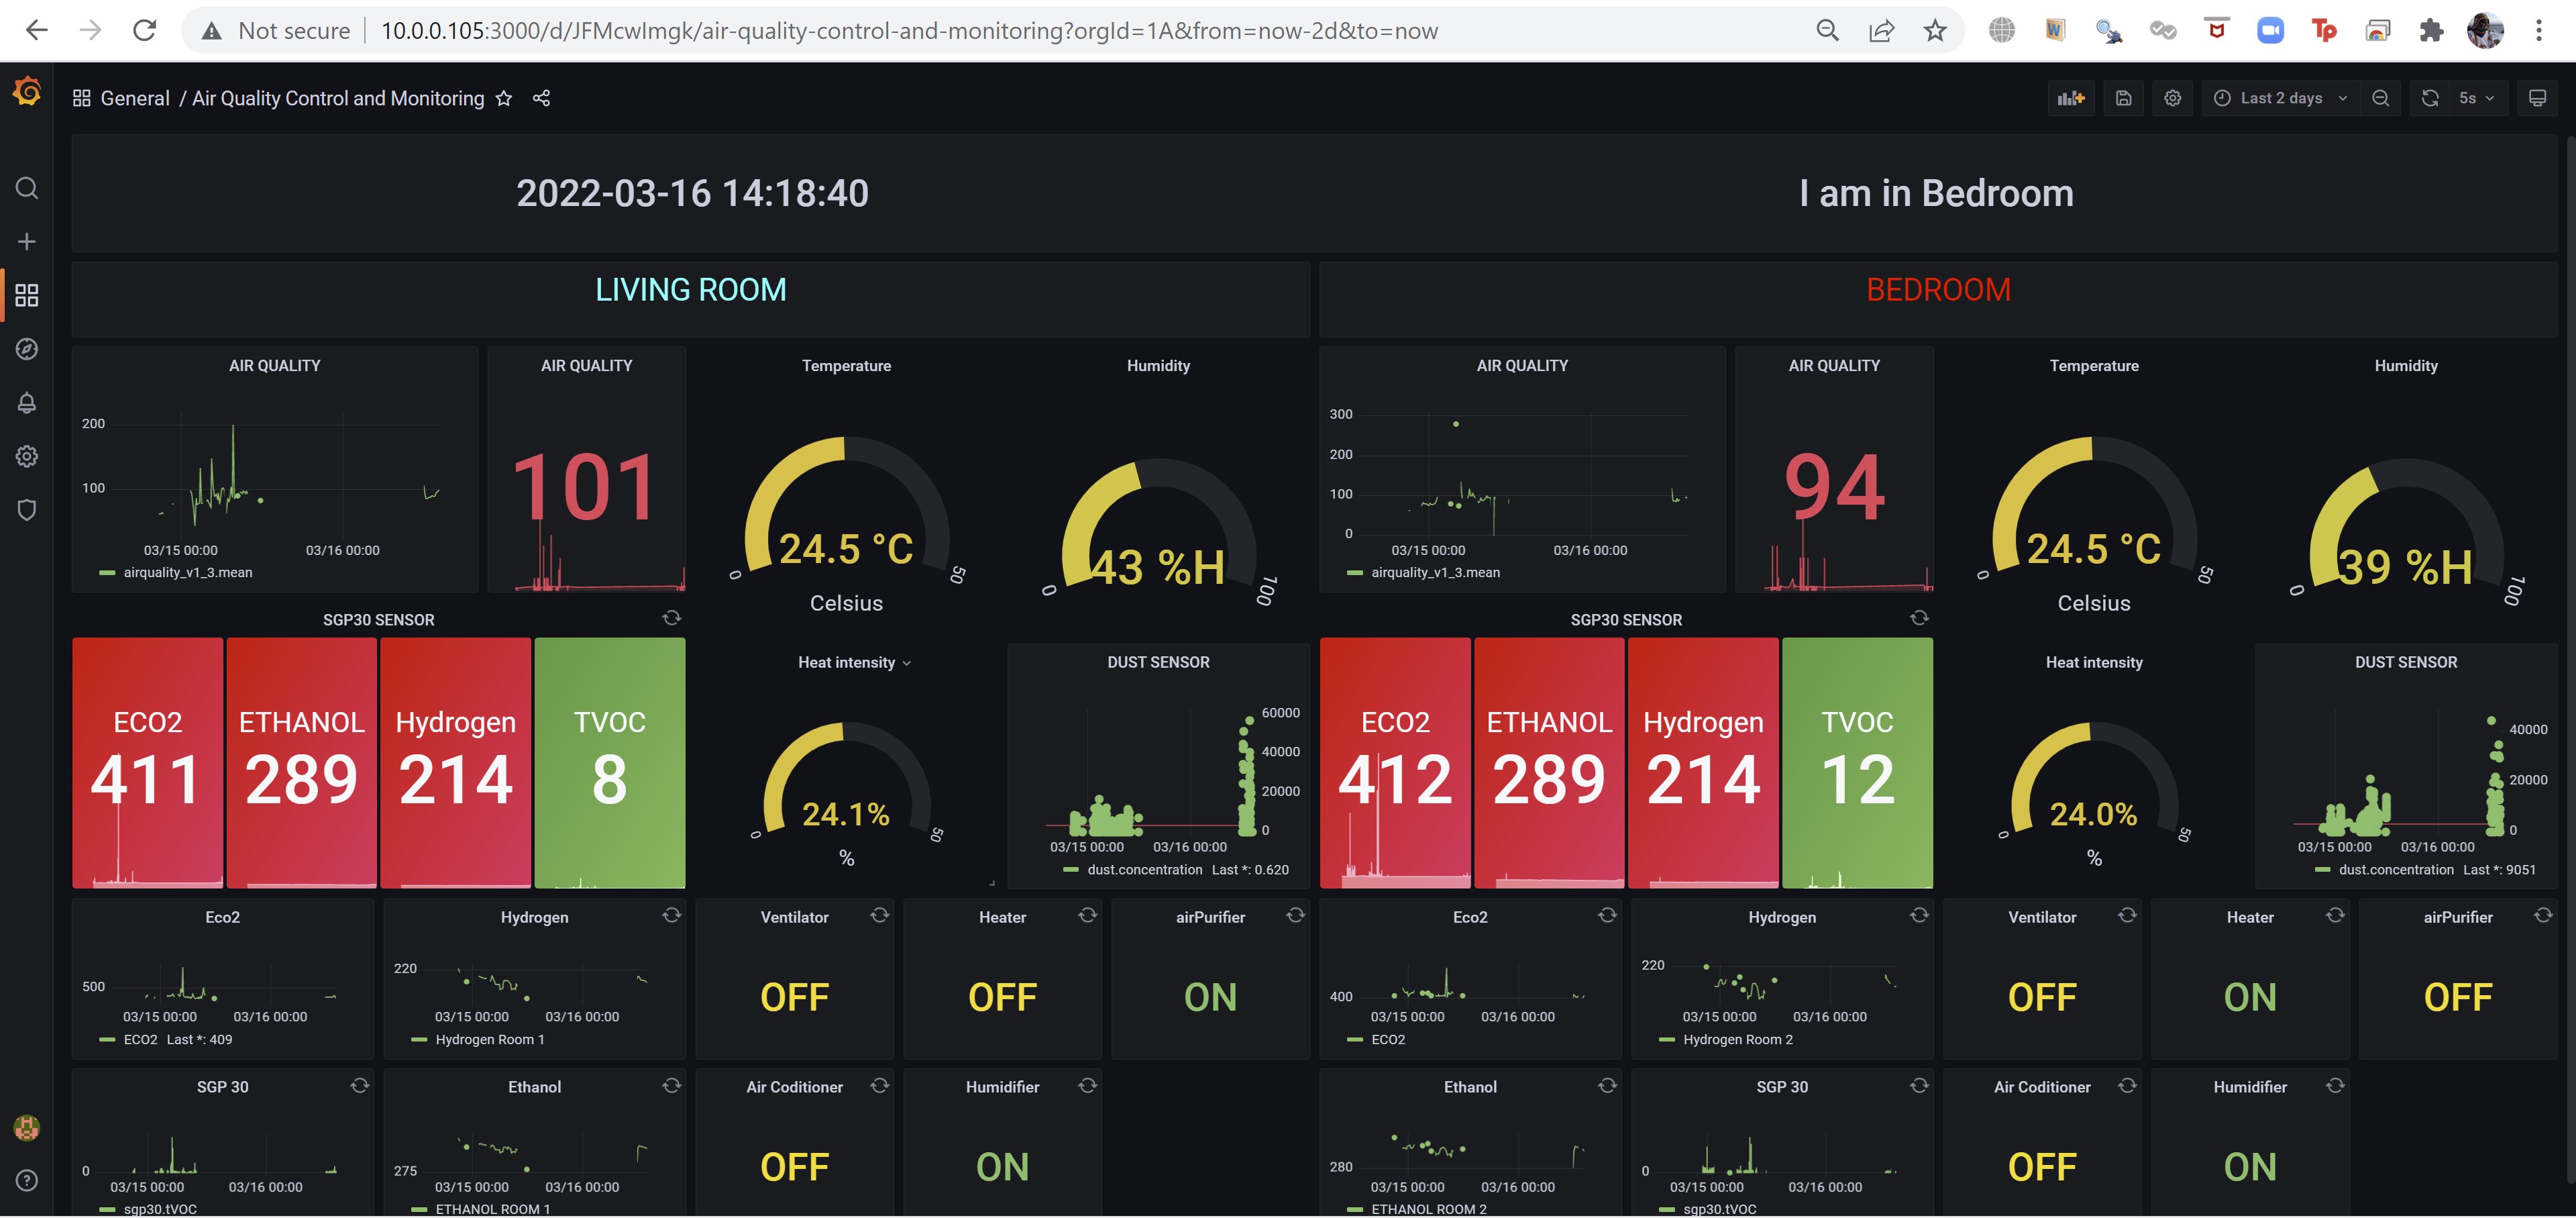 Not secure | 10.0.0.105:3000/d/JFMcwImgk/air-quality-control-and-monitoring?orgId=1A&from=now-2d&to=now
General / Air Quality Control and Monitoring
Last 2 days
5s
2022-03-16 14:18:40
I am in Bedroom
LIVING ROOM
AIR QUALITY
200
100
03/15 00:00 03/16 00:00
airquality_v1_3.mean
AIR QUALITY
101
Temperature
24.5 °C
0 50
Celsius
Humidity
43 %H
0 100
SGP30 SENSOR
ECO2 ETHANOL Hydrogen TVOC
411 289 214 8
Heat intensity
24.1%
0 50
%
DUST SENSOR
60000
40000
20000
0
03/15 00:00 03/16 00:00
dust.concentration Last *: 0.620
Eco2
500
03/15 00:00 03/16 00:00
ECO2 Last *: 409
Hydrogen
220
03/15 00:00 03/16 00:00
Hydrogen Room 1
Ventilator
OFF
Heater
OFF
airPurifier
ON
SGP 30
0
03/15 00:00 03/16 00:00
sgp30.tVOC
Ethanol
275
03/15 00:00 03/16 00:00
ETHANOL ROOM 1
Air Coditioner
OFF
Humidifier
ON
BEDROOM
AIR QUALITY
300
200
100
0
03/15 00:00 03/16 00:00
airquality_v1_3.mean
AIR QUALITY
94
Temperature
24.5 °C
0 50
Celsius
Humidity
39 %H
0 100
SGP30 SENSOR
ECO2 ETHANOL Hydrogen TVOC
412 289 214 12
Heat intensity
24.0%
0 50
%
DUST SENSOR
40000
20000
0
03/15 00:00 03/16 00:00
dust.concentration Last *: 9051
Eco2
400
03/15 00:00 03/16 00:00
ECO2
Hydrogen
220
03/15 00:00 03/16 00:00
Hydrogen Room 2
Ventilator
OFF
Heater
ON
airPurifier
OFF
Ethanol
280
03/15 00:00 03/16 00:00
ETHANOL ROOM 2
SGP 30
0
03/15 00:00 03/16 00:00
sgp30.tVOC
Air Coditioner
OFF
Humidifier
ON